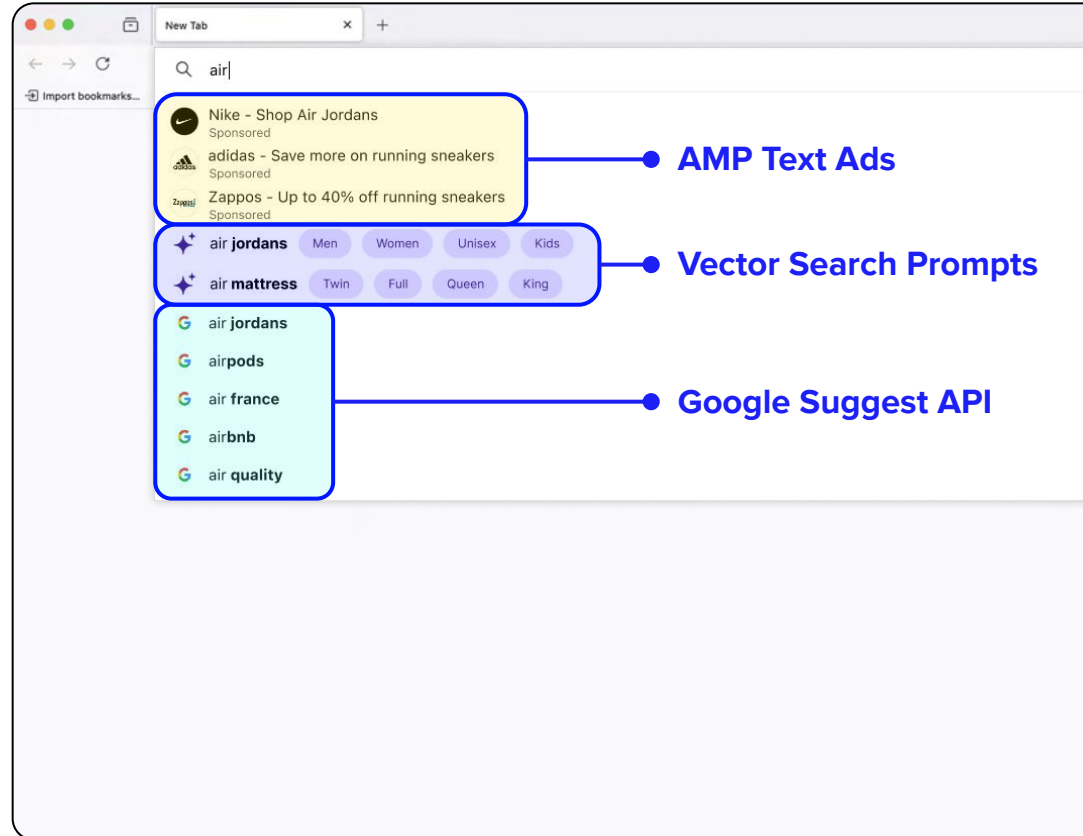 New Tab
air
Import bookmarks...
Nike - Shop Air Jordans
Sponsored
adidas
adidas - Save more on running sneakers
Sponsored
Zappos
Zappos - Up to 40% off running sneakers
Sponsored
AMP Text Ads
air jordans Men Women Unisex Kids
air mattress Twin Full Queen King
Vector Search Prompts
G air jordans
G airpods
G air france
G airbnb
G air quality
Google Suggest API